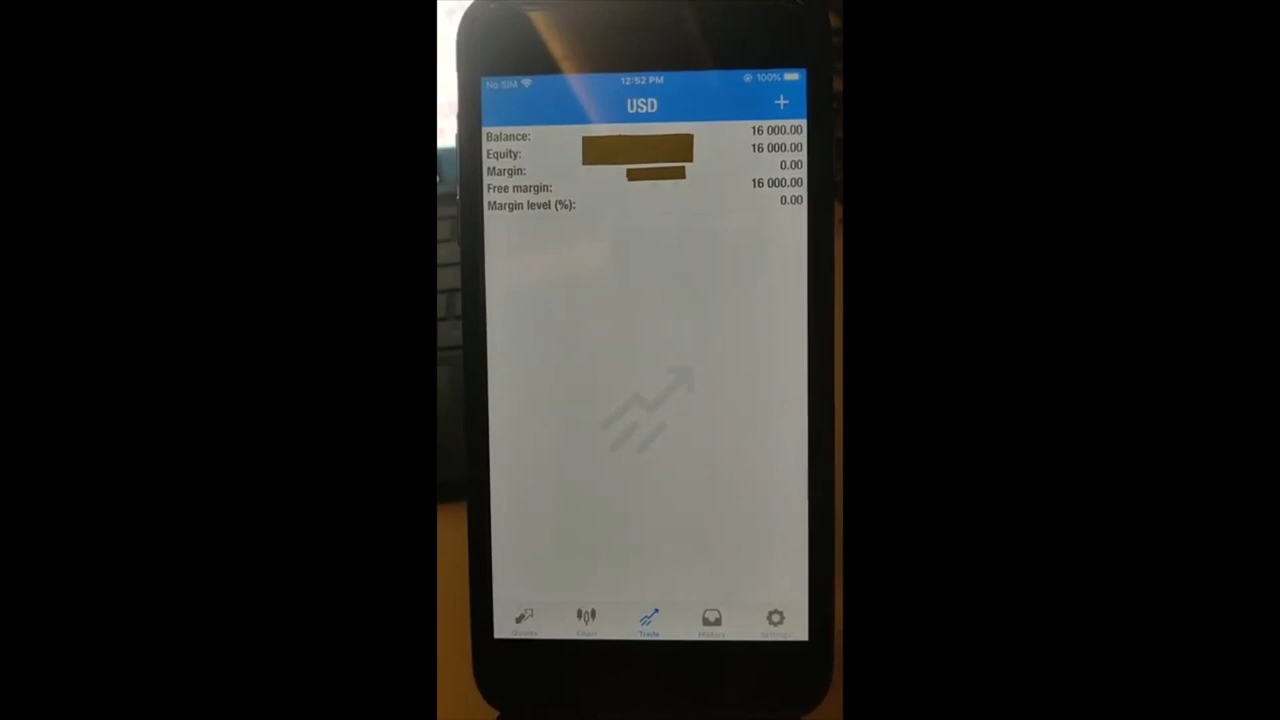 No SIM 12:52 PM 100%
USD +
Balance: 16 000.00
Equity: 16 000.00
Margin: 0.00
Free margin: 16 000.00
Margin level (%): 0.00
Quotes Chart Trade History Settings